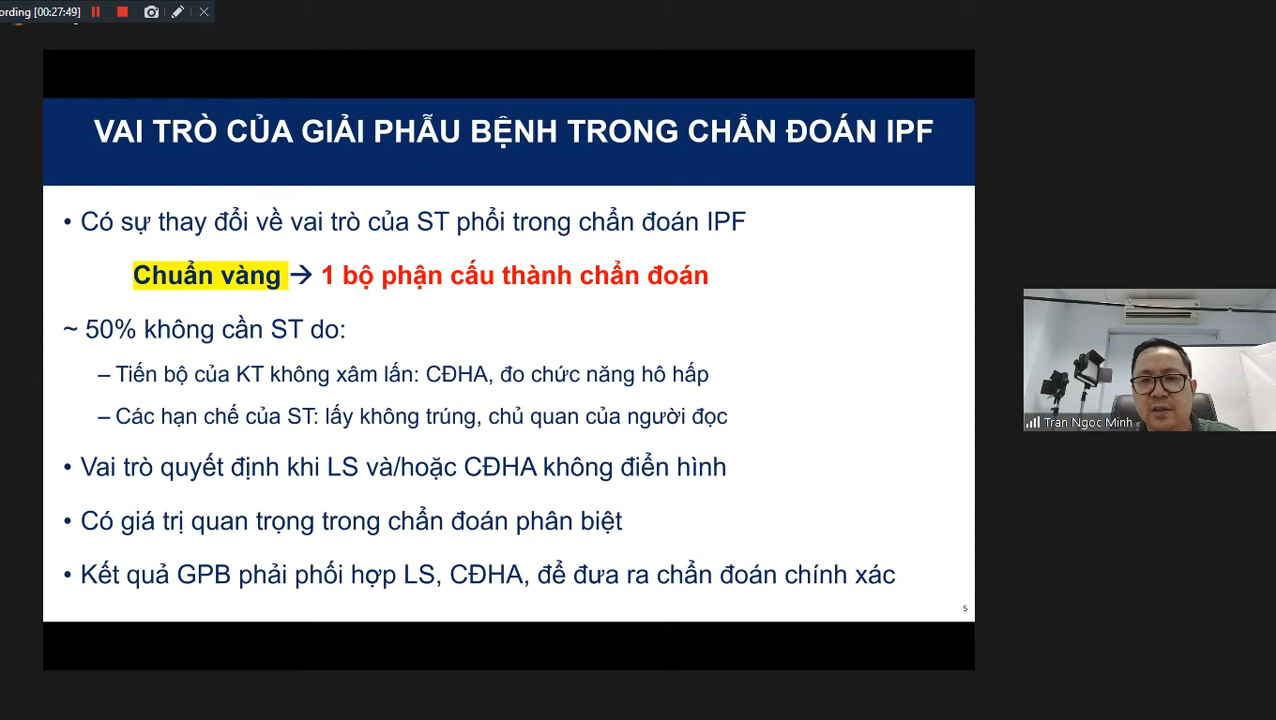 ording [00:27:49]
VAI TRÒ CỦA GIẢI PHẪU BỆNH TRONG CHẨN ĐOÁN IPF
• Có sự thay đổi về vai trò của ST phổi trong chẩn đoán IPF
Chuẩn vàng → 1 bộ phận cấu thành chẩn đoán
~ 50% không cần ST do:
– Tiến bộ của KT không xâm lấn: CĐHA, đo chức năng hô hấp
– Các hạn chế của ST: lấy không trúng, chủ quan của người đọc
• Vai trò quyết định khi LS và/hoặc CĐHA không điển hình
• Có giá trị quan trọng trong chẩn đoán phân biệt
• Kết quả GPB phải phối hợp LS, CĐHA, để đưa ra chẩn đoán chính xác
5
Tran Ngoc Minh